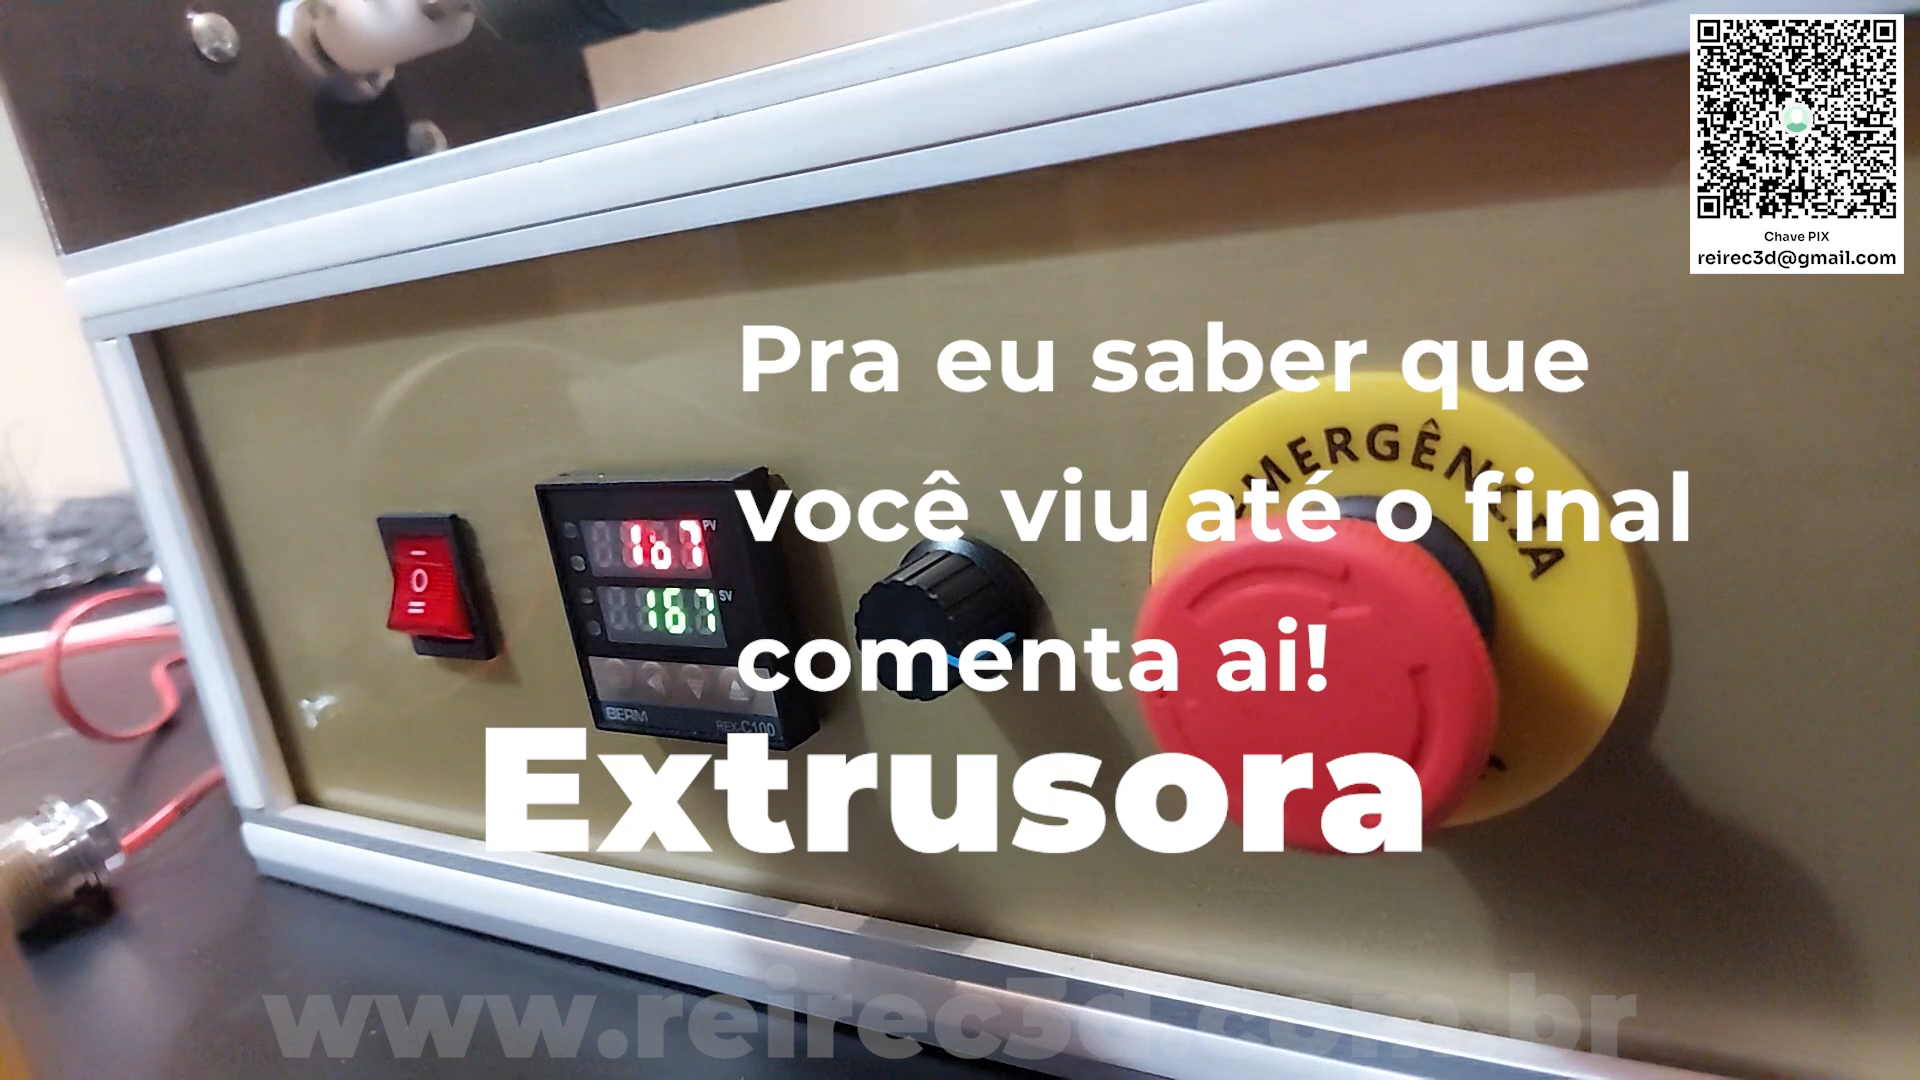 Chave PIX
reirec3d@gmail.com
Pra eu saber que
você viu até o final
comenta ai!
Extrusora
EMERGÊNCIA
167
PV
167
SV
BERM
REX-C100
www.reirec3d.com.br